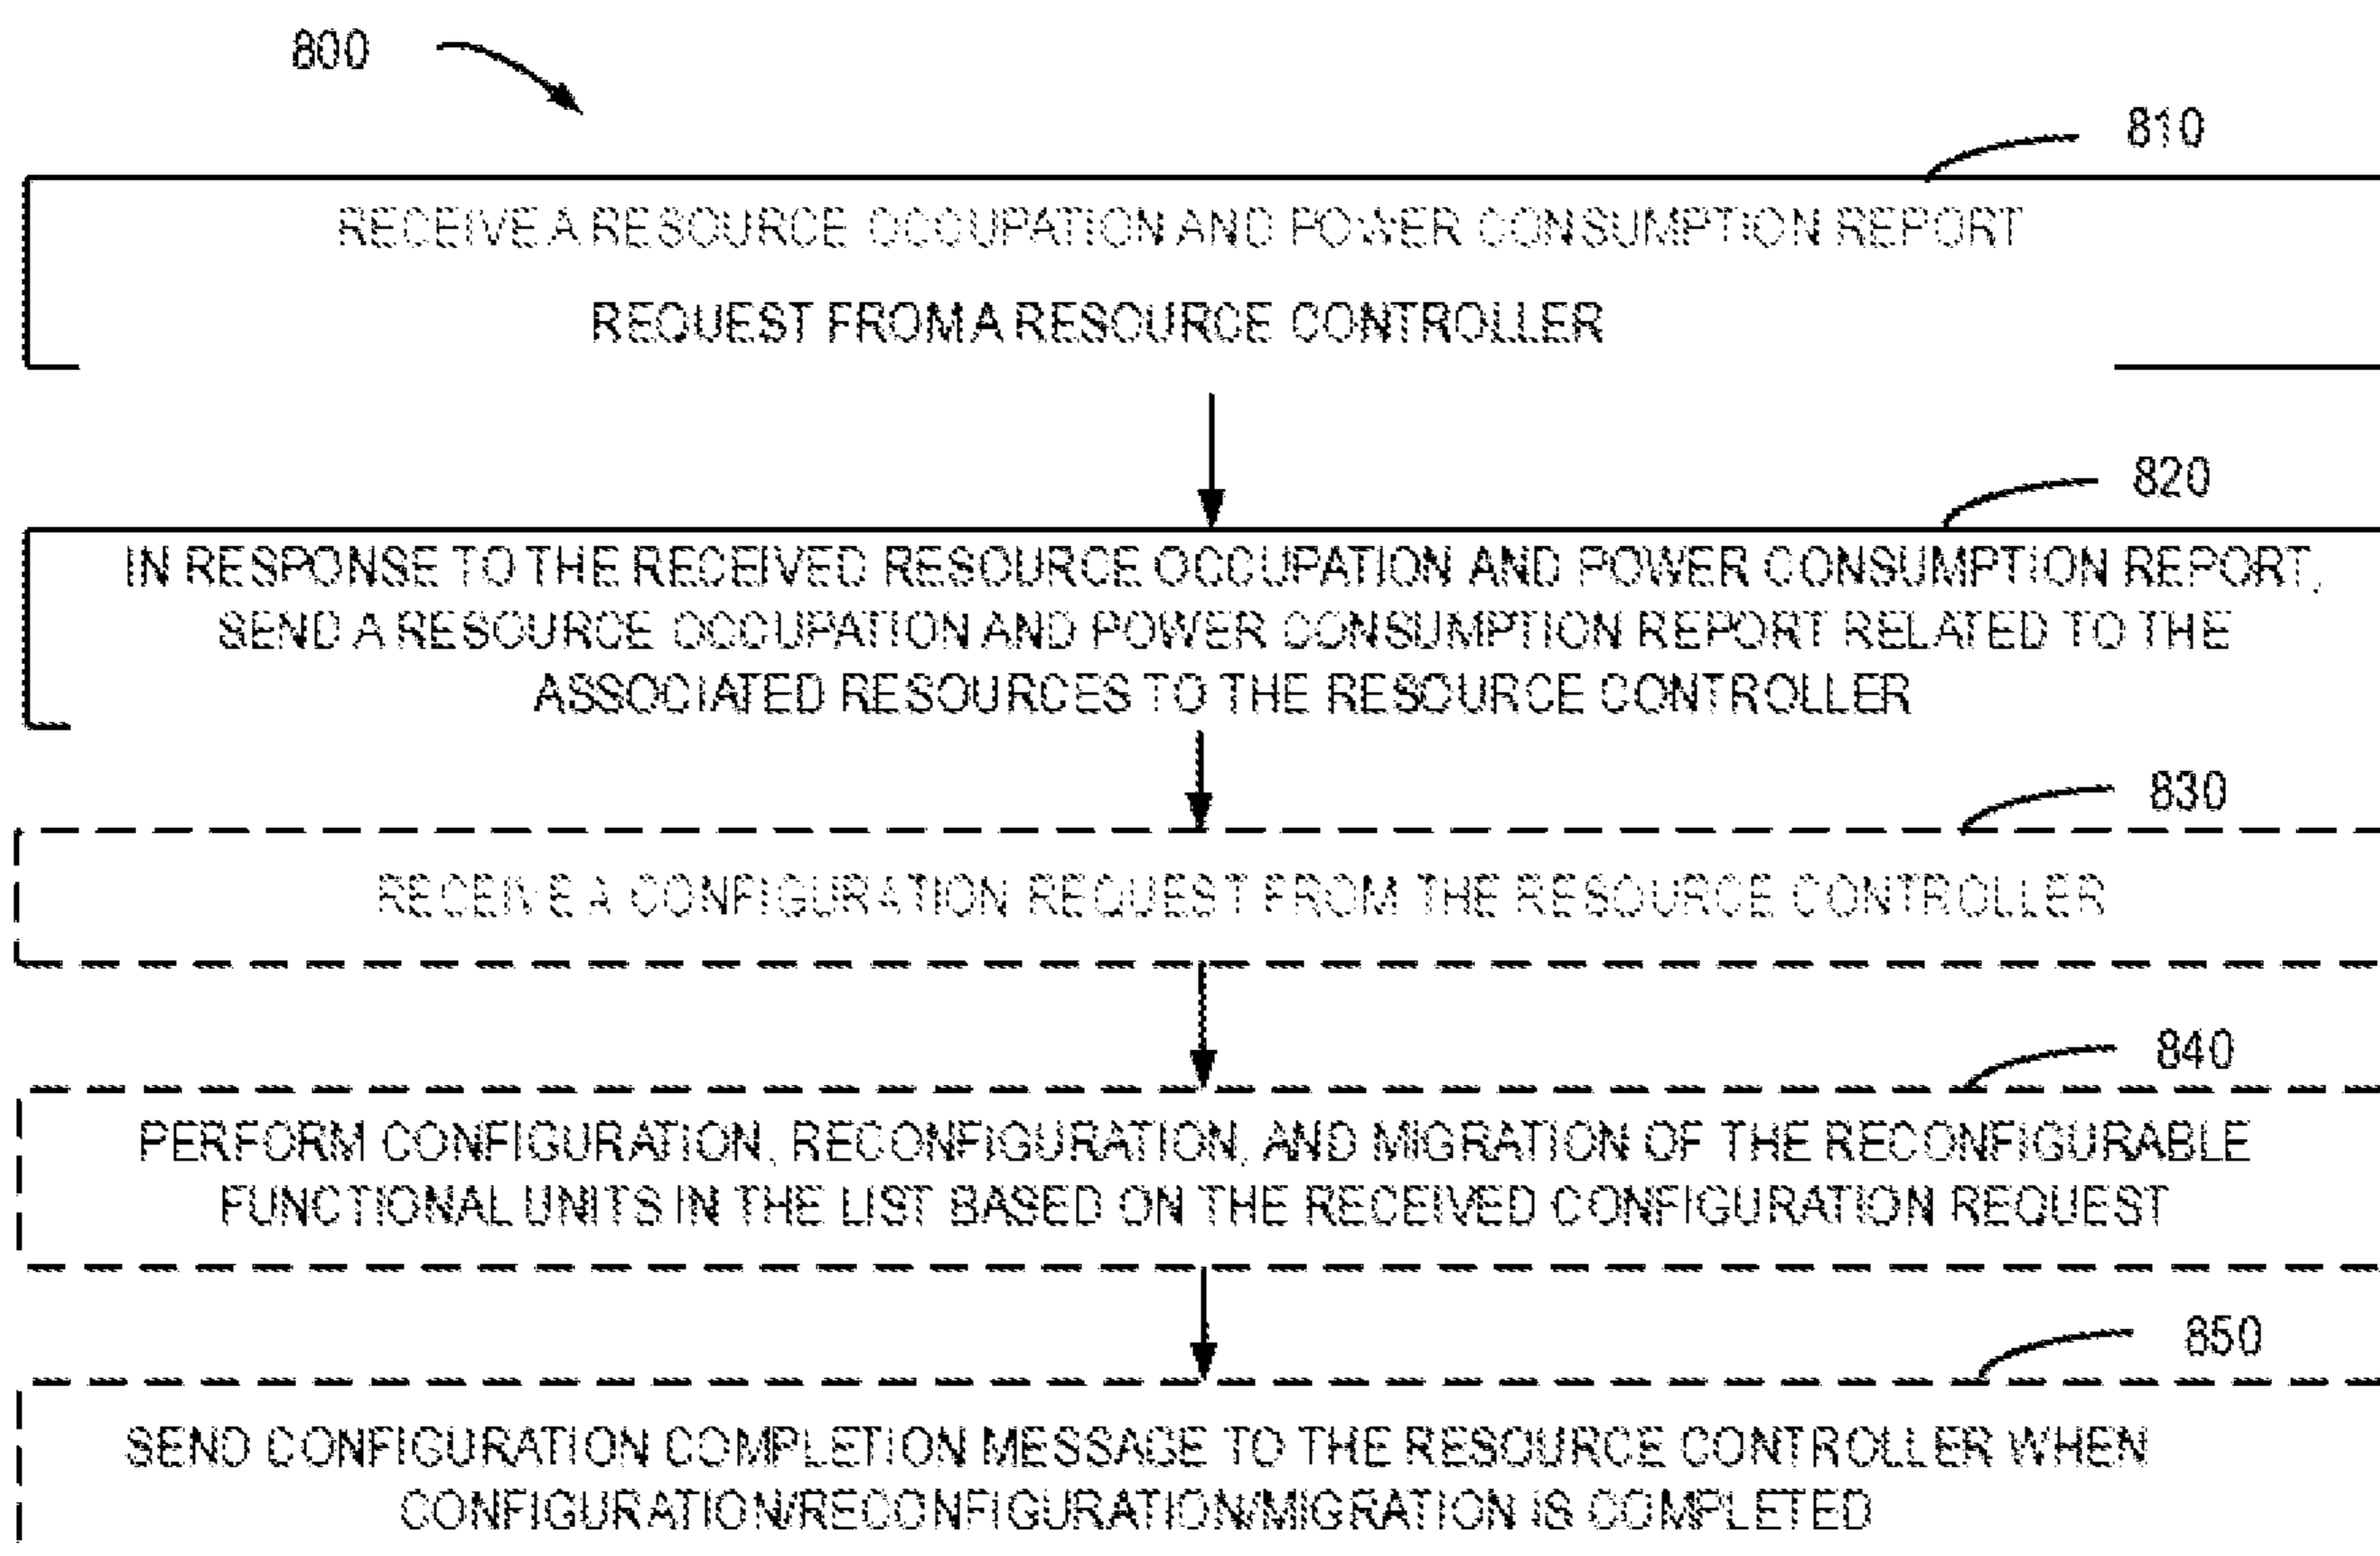 800
810
RECEIVE A RESOURCE OCCUPATION AND POWER CONSUMPTION REPORT
REQUEST FROM A RESOURCE CONTROLLER
820
IN RESPONSE TO THE RECEIVED RESOURCE OCCUPATION AND POWER CONSUMPTION REPORT,
SEND A RESOURCE OCCUPATION AND POWER CONSUMPTION REPORT RELATED TO THE
ASSOCIATED RESOURCES TO THE RESOURCE CONTROLLER
830
RECEIVE A CONFIGURATION REQUEST FROM THE RESOURCE CONTROLLER
840
PERFORM CONFIGURATION, RECONFIGURATION, AND MIGRATION OF THE RECONFIGURABLE
FUNCTIONAL UNITS IN THE LIST BASED ON THE RECEIVED CONFIGURATION REQUEST
850
SEND CONFIGURATION COMPLETION MESSAGE TO THE RESOURCE CONTROLLER WHEN
CONFIGURATION/RECONFIGURATION/MIGRATION IS COMPLETED